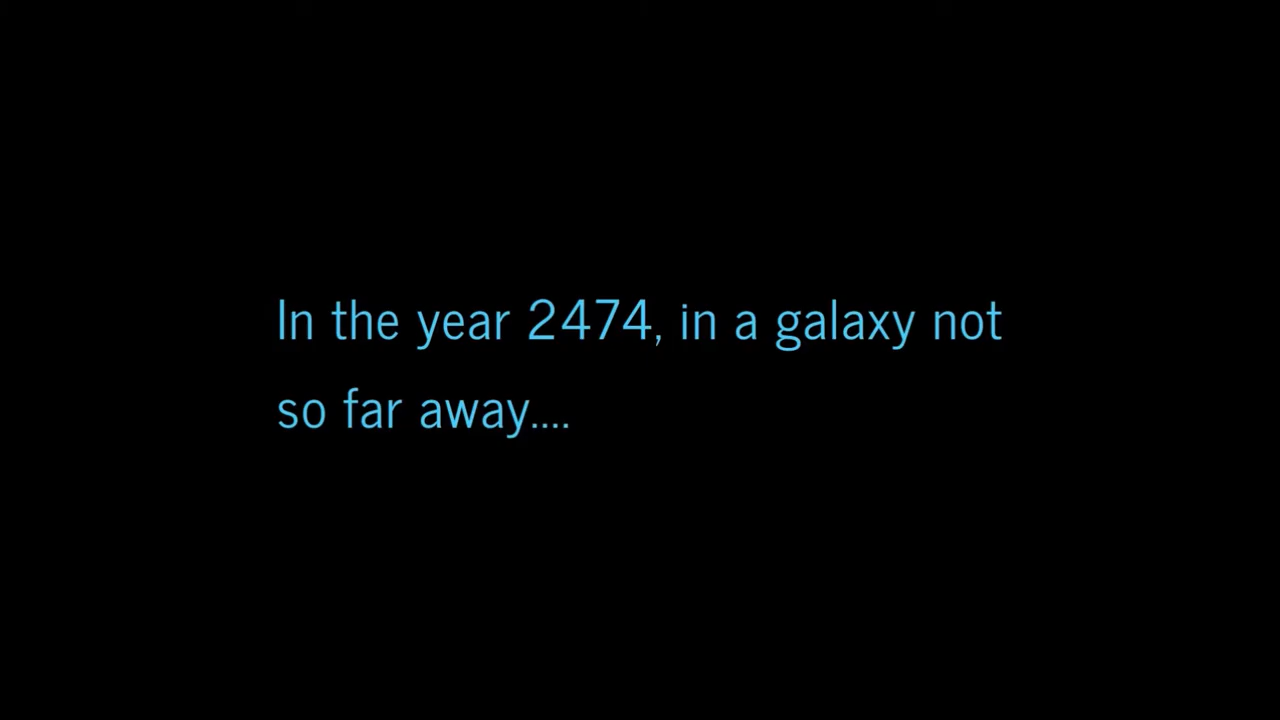 In the year 2474, in a galaxy not
so far away....